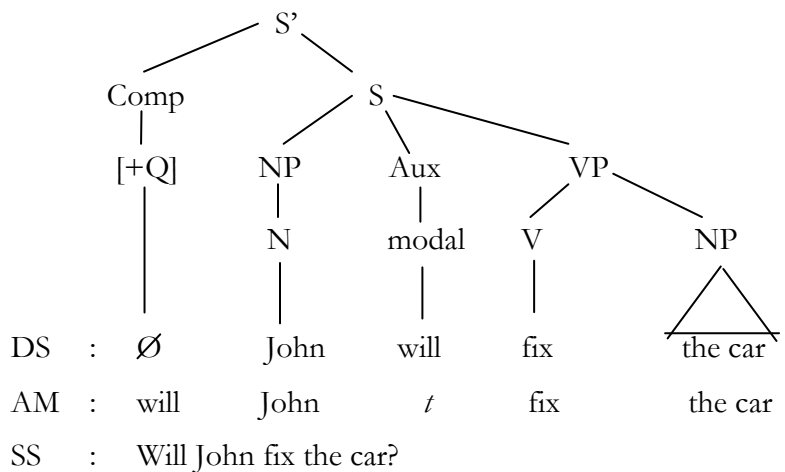 S’
Comp S
[+Q] NP Aux VP
N modal V NP
DS : Ø John will fix the car
AM : will John t fix the car
SS : Will John fix the car?